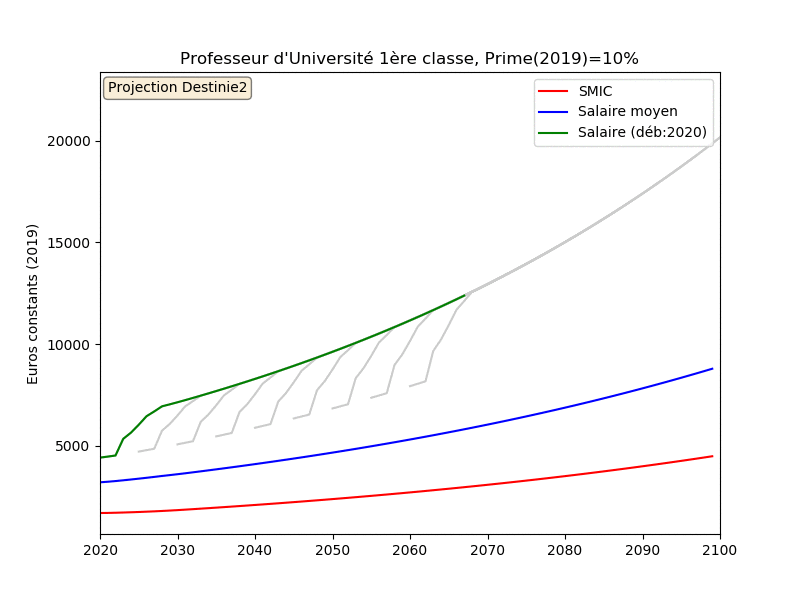 Professeur d'Université 1ère classe, Prime(2019)=10%
Projection Destinie2
SMIC
Salaire moyen
Salaire (déb:2020)
Euros constants (2019)
20000
15000
10000
5000
2020 2030 2040 2050 2060 2070 2080 2090 2100